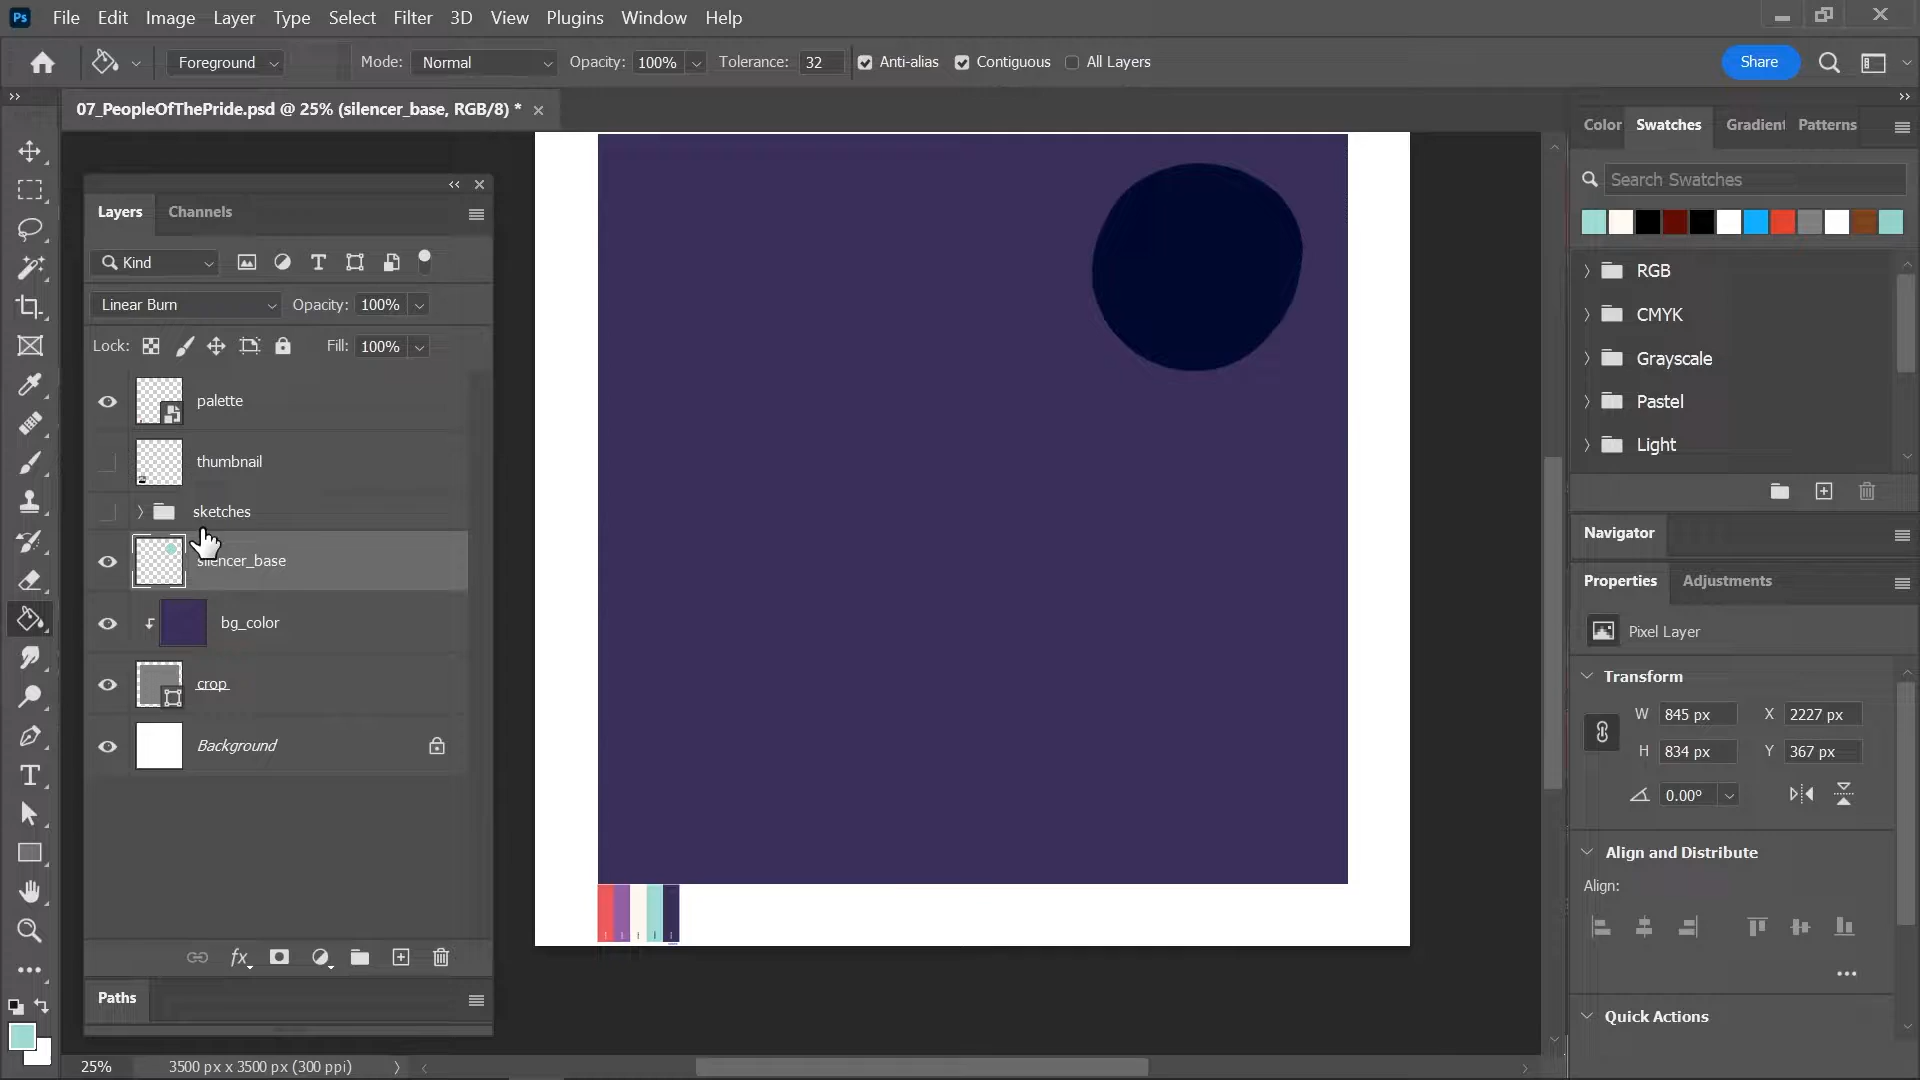 Ps File Edit Image Layer Type Select Filter 3D View Plugins Window Help
Foreground Mode: Normal Opacity: 100% Tolerance: 32 Anti-alias Contiguous All Layers Share
07_PeopleOfThePride.psd @ 25% (silencer_base, RGB/8) *
Layers Channels
Kind
Linear Burn Opacity: 100%
Lock: Fill: 100%
palette
thumbnail
sketches
silencer_base
bg_color
crop
Background
fx
Paths
25% 3500 px x 3500 px (300 ppi)
Color Swatches Gradient Patterns
Search Swatches
RGB
CMYK
Grayscale
Pastel
Light
Navigator
Properties Adjustments
Pixel Layer
Transform
W 845 px X 2227 px
H 834 px Y 367 px
0.00°
Align and Distribute
Align:
Quick Actions